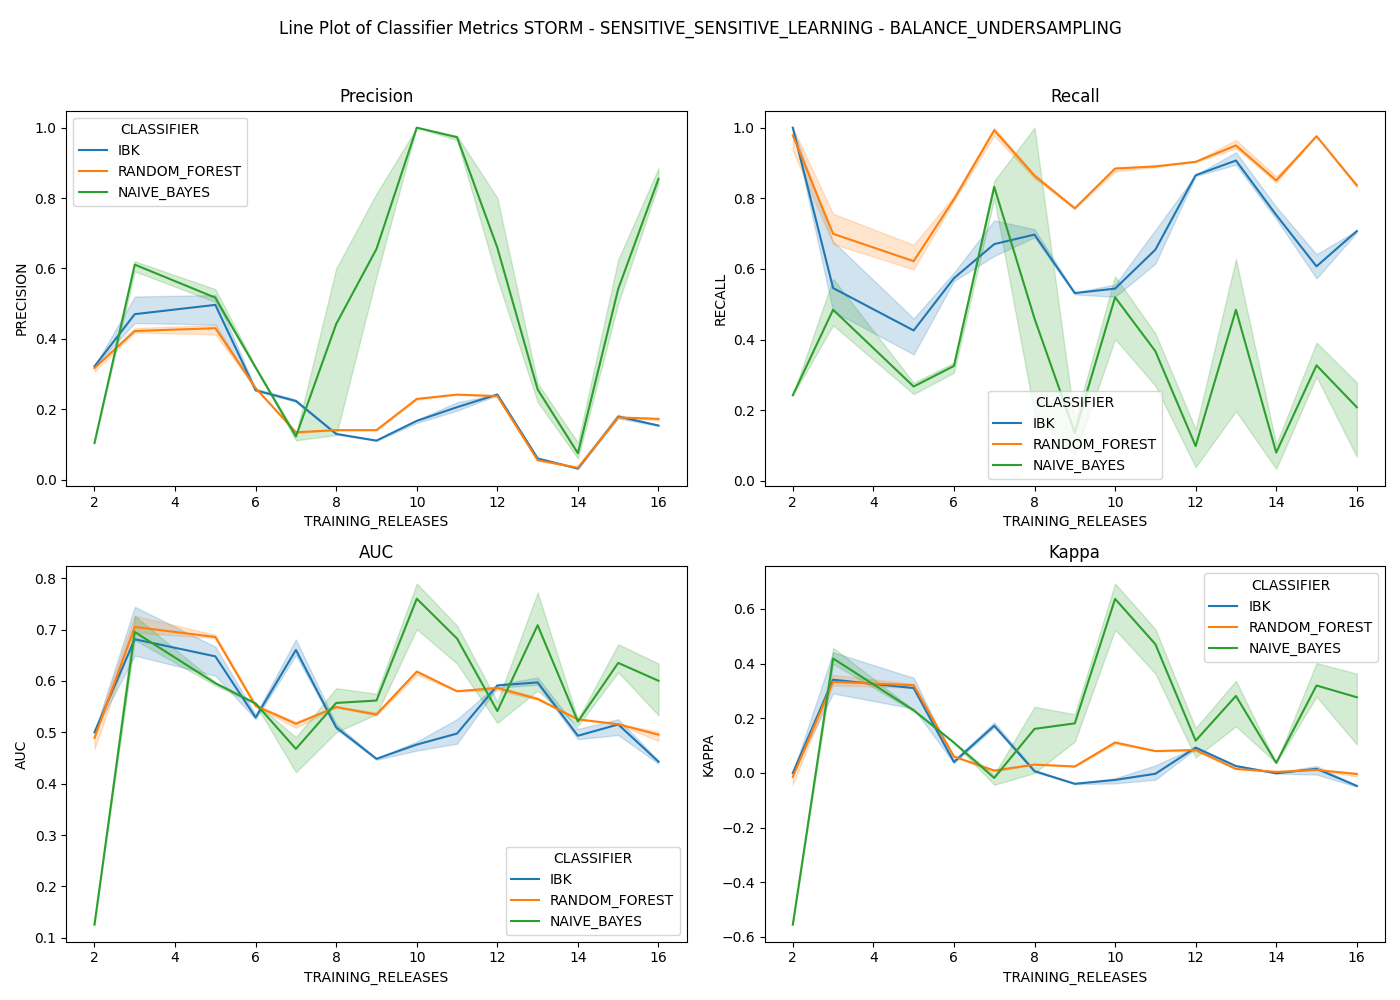 Line Plot of Classifier Metrics STORM - SENSITIVE_SENSITIVE_LEARNING - BALANCE_UNDERSAMPLING
Precision
CLASSIFIER
IBK
RANDOM_FOREST
NAIVE_BAYES
PRECISION
1.0
0.8
0.6
0.4
0.2
0.0
2 4 6 8 10 12 14 16
TRAINING_RELEASES
Recall
RECALL
1.0
0.8
0.6
0.4
0.2
0.0
CLASSIFIER
IBK
RANDOM_FOREST
NAIVE_BAYES
2 4 6 8 10 12 14 16
TRAINING_RELEASES
AUC
AUC
0.8
0.7
0.6
0.5
0.4
0.3
0.2
0.1
CLASSIFIER
IBK
RANDOM_FOREST
NAIVE_BAYES
2 4 6 8 10 12 14 16
TRAINING_RELEASES
Kappa
CLASSIFIER
IBK
RANDOM_FOREST
NAIVE_BAYES
KAPPA
0.6
0.4
0.2
0.0
−0.2
−0.4
−0.6
2 4 6 8 10 12 14 16
TRAINING_RELEASES